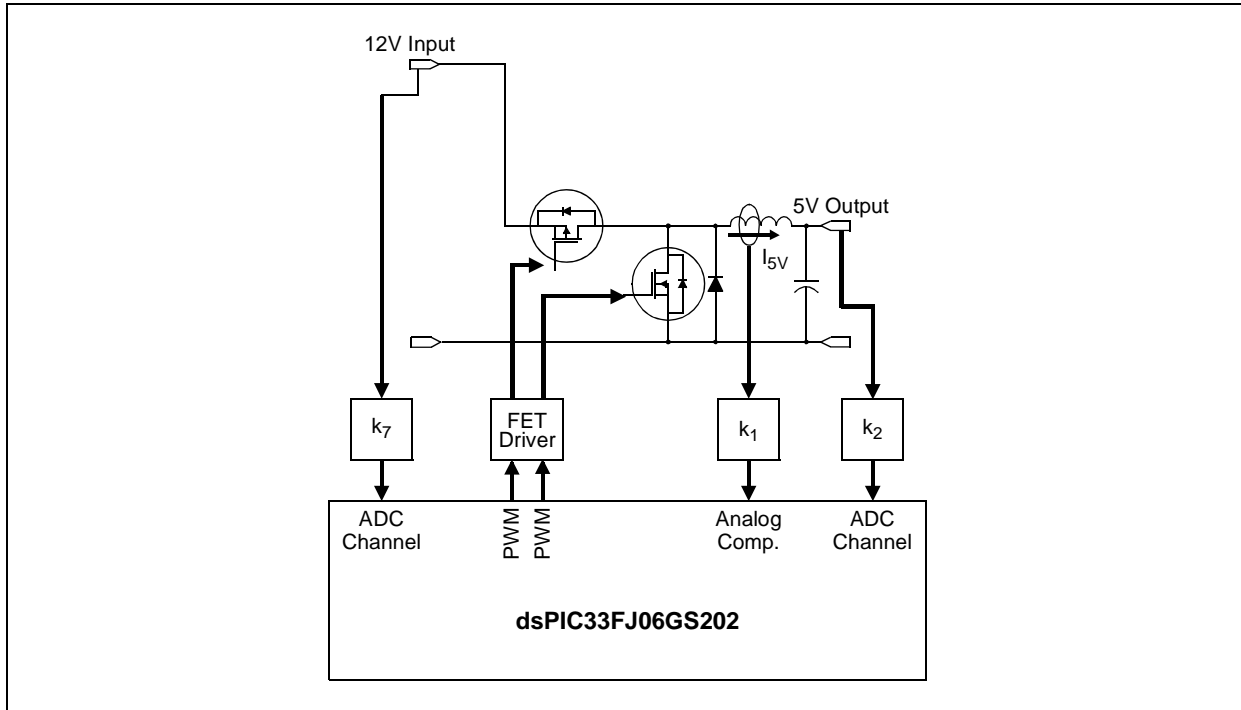 12V Input
5V Output
I5V
k7
FET
Driver
k1
k2
ADC
Channel
PWM
PWM
Analog
Comp.
ADC
Channel
dsPIC33FJ06GS202